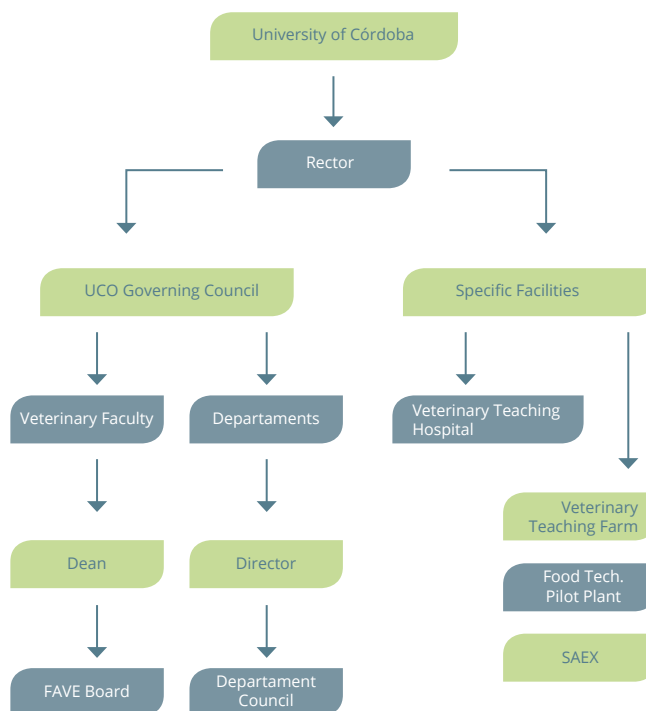 University of Córdoba
Rector
UCO Governing Council
Specific Facilities
Veterinary Faculty
Departaments
Veterinary Teaching
Hospital
Dean
Director
Veterinary
Teaching Farm
Food Tech.
Pilot Plant
SAEX
FAVE Board
Departament
Council